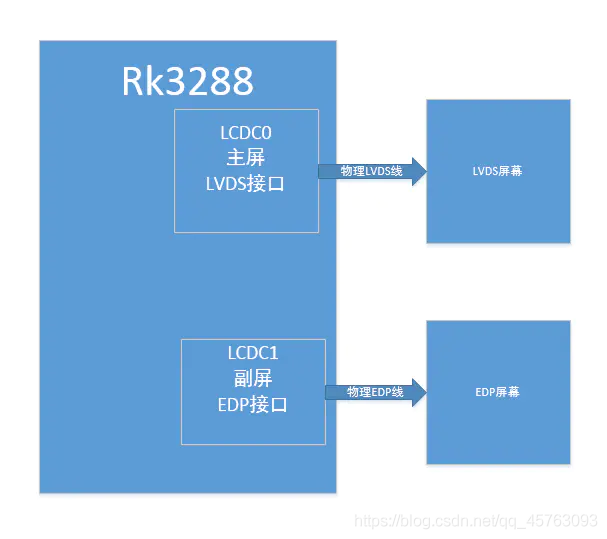 Rk3288
LCDC0
主屏
LVDS接口
物理LVDS线
LVDS屏幕
LCDC1
副屏
EDP接口
物理EDP线
EDP屏幕
https://blog.csdn.net/qq_45763093